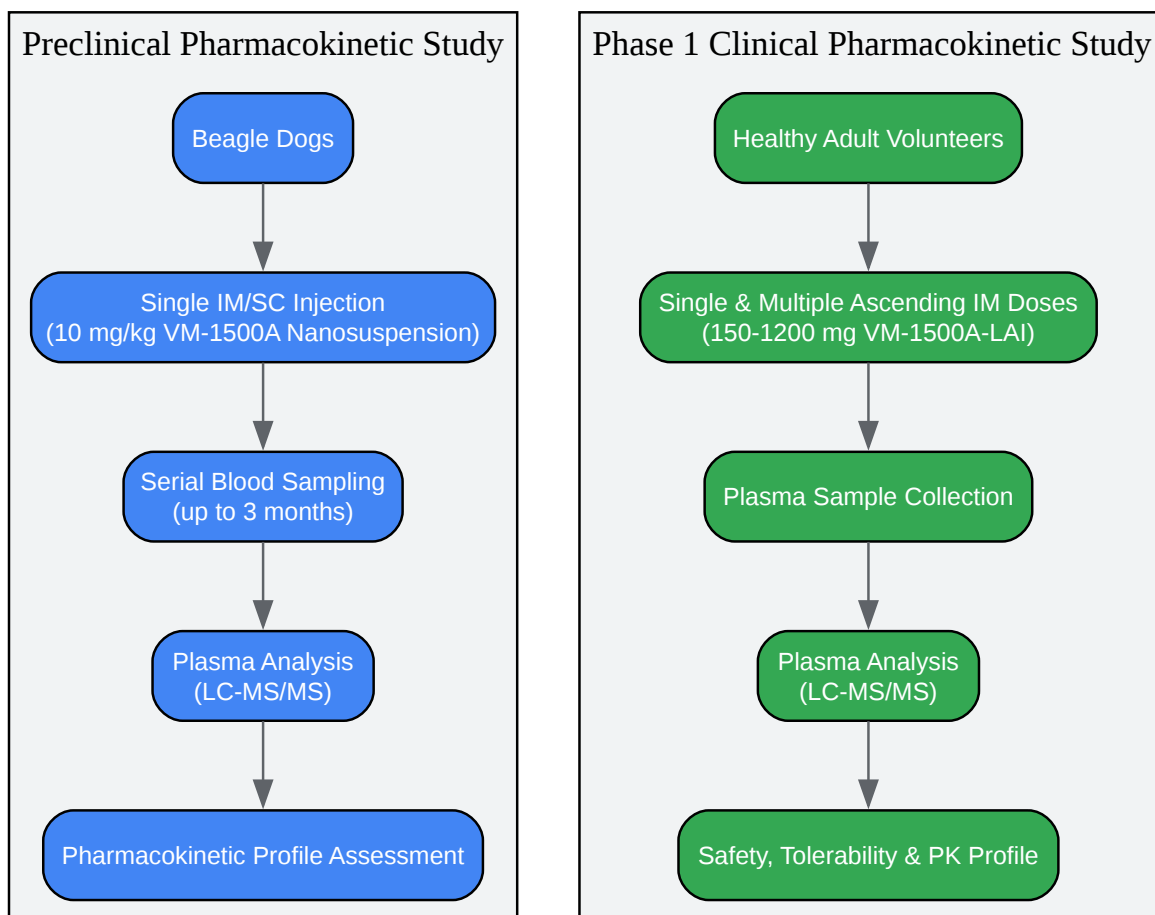 Preclinical Pharmacokinetic Study
Beagle Dogs
Single IM/SC Injection
(10 mg/kg VM-1500A Nanosuspension)
Serial Blood Sampling
(up to 3 months)
Plasma Analysis
(LC-MS/MS)
Pharmacokinetic Profile Assessment
Phase 1 Clinical Pharmacokinetic Study
Healthy Adult Volunteers
Single & Multiple Ascending IM Doses
(150-1200 mg VM-1500A-LAI)
Plasma Sample Collection
Plasma Analysis
(LC-MS/MS)
Safety, Tolerability & PK Profile